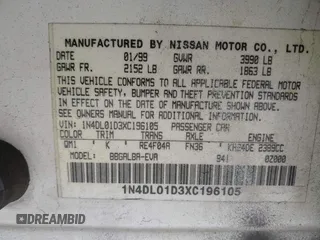 MANUFACTURED BY NISSAN MOTOR CO., LTD.
DATE 01/99 GVWR 3990 LB
GAWR FR. 2152 LB GAWR RR. 1863 LB
THIS VEHICLE CONFORMS TO ALL APPLICABLE FEDERAL MOTOR
VEHICLE SAFETY, BUMPER AND THEFT PREVENTION STANDARDS
IN EFFECT ON THE DATE OF MANUFACTURE SHOWN ABOVE.
SEE OWNERS MANUAL FOR ADDITIONAL
VIN: 1N4DL01D3XC196105 PASSENGER CAR
COLOR TRIM TRANS AXLE ENGINE
QM1 K RE4F04A FN36 KA24DE 2389CC
MODEL: BBGALBA-EVA 941 02000
1N4DL01D3XC196105
DREAMBID